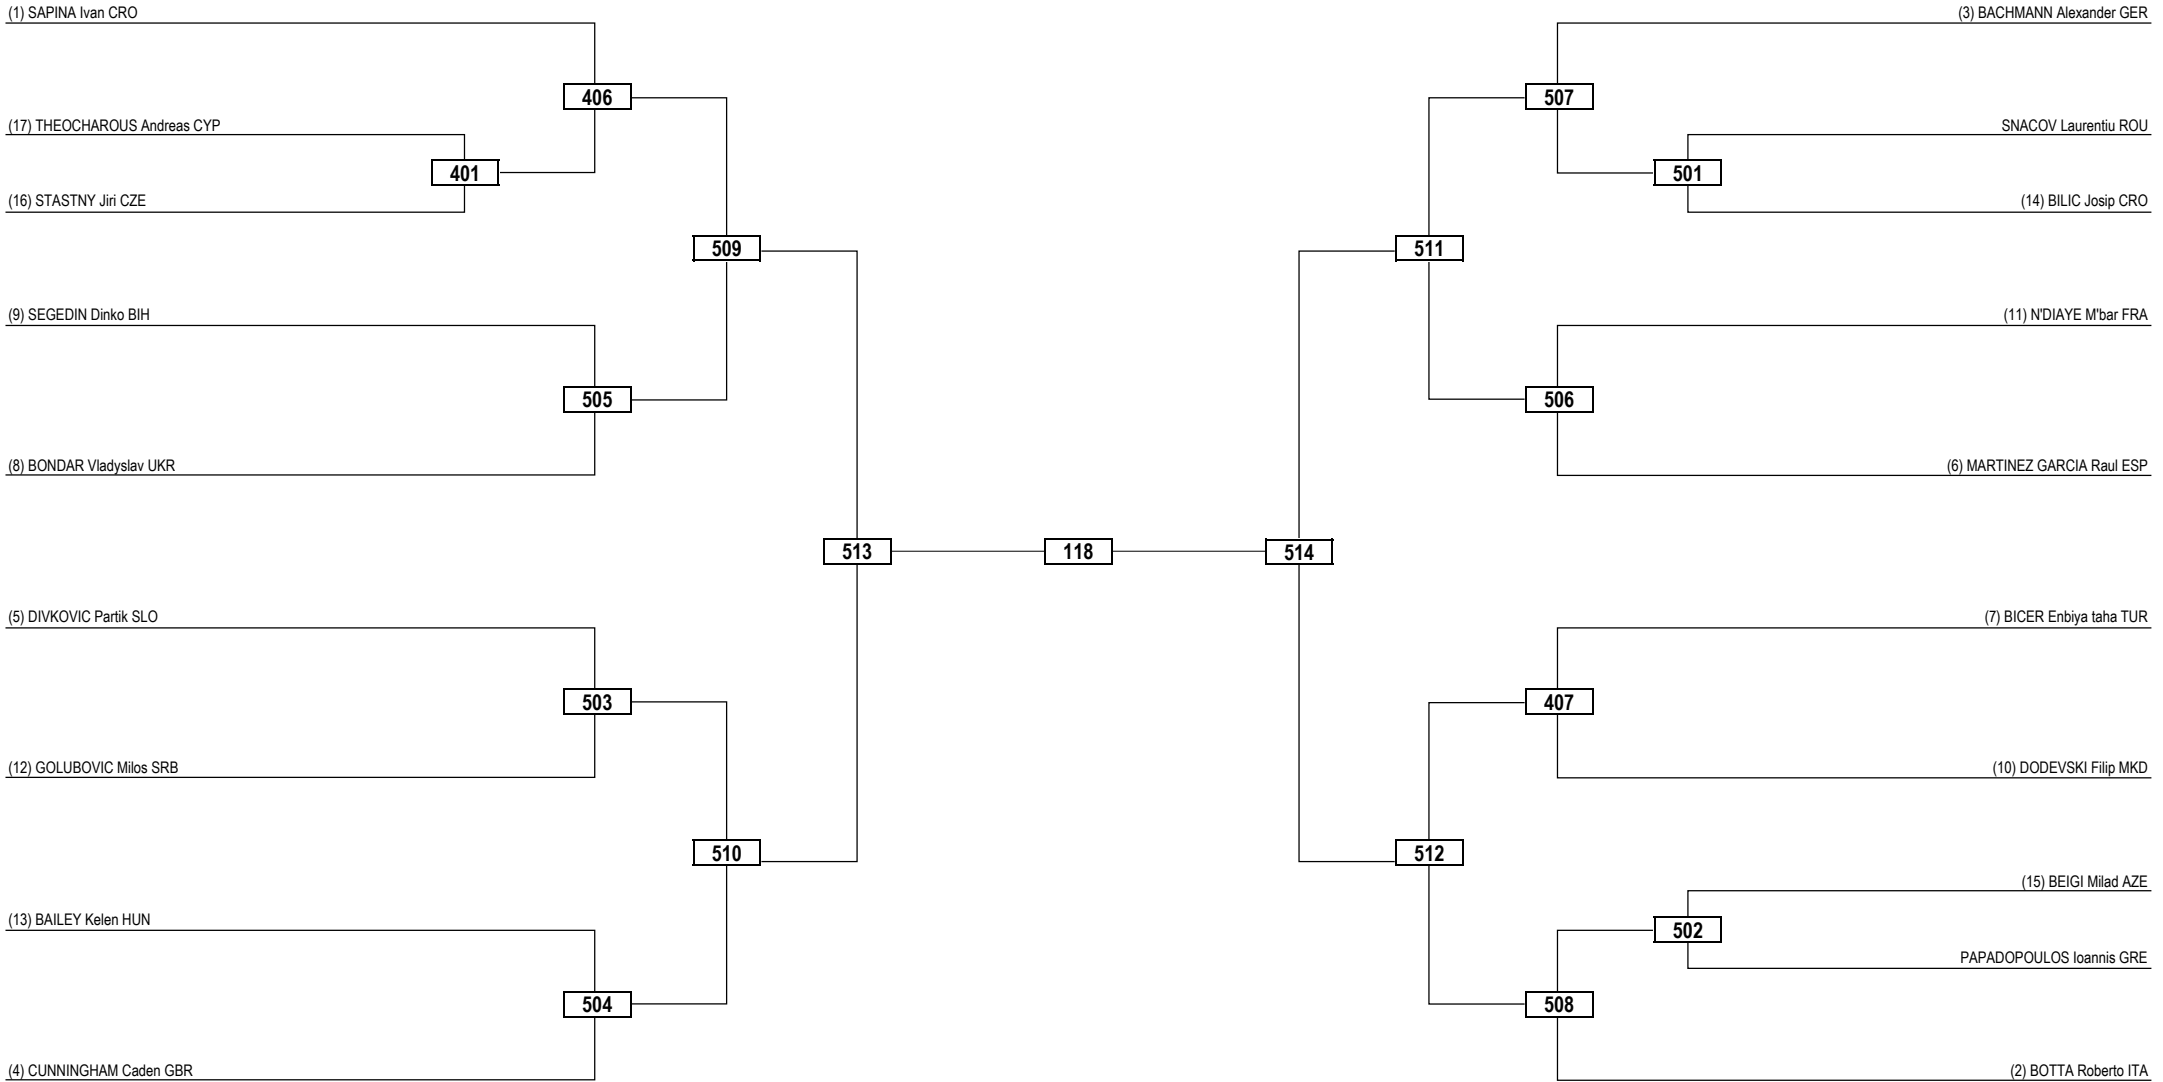 (1) SAPINA Ivan CRO
(3) BACHMANN Alexander GER
406
507
(17) THEOCHAROUS Andreas CYP
SNACOV Laurentiu ROU
401
501
(16) STASTNY Jiri CZE
(14) BILIC Josip CRO
509
511
(9) SEGEDIN Dinko BIH
(11) N'DIAYE M'bar FRA
505
506
(8) BONDAR Vladyslav UKR
(6) MARTINEZ GARCIA Raul ESP
513
118
514
(5) DIVKOVIC Partik SLO
(7) BICER Enbiya taha TUR
503
407
(12) GOLUBOVIC Milos SRB
(10) DODEVSKI Filip MKD
510
512
(15) BEIGI Milad AZE
(13) BAILEY Kelen HUN
502
PAPADOPOULOS Ioannis GRE
504
508
(4) CUNNINGHAM Caden GBR
(2) BOTTA Roberto ITA